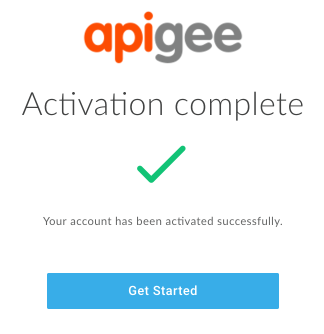 apigee
Activation complete
Your account has been activated successfully.
Get Started